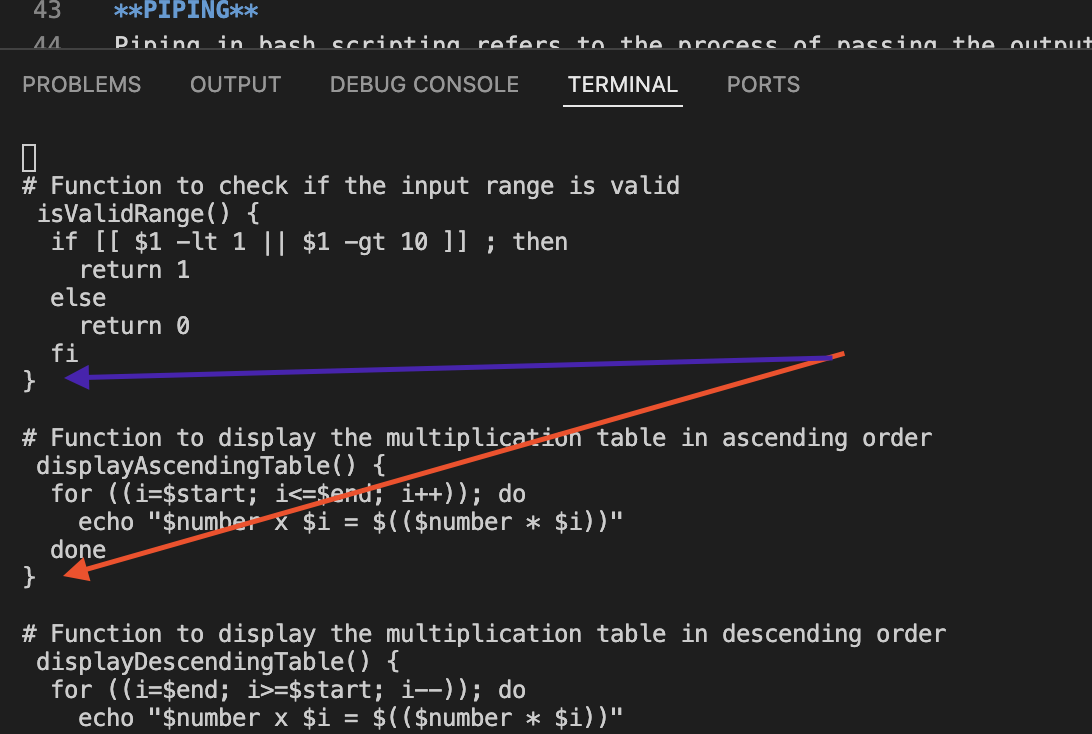 43 **PIPING**
44 Piping in bash scripting refers to the process of passing the output
PROBLEMS OUTPUT DEBUG CONSOLE TERMINAL PORTS
# Function to check if the input range is valid
 isValidRange() {
  if [[ $1 -lt 1 || $1 -gt 10 ]] ; then
    return 1
  else
    return 0
  fi
}
# Function to display the multiplication table in ascending order
 displayAscendingTable() {
  for ((i=$start; i<=$end; i++)); do
    echo "$number x $i = $(($number * $i))"
  done
}
# Function to display the multiplication table in descending order
 displayDescendingTable() {
  for ((i=$end; i>=$start; i--)); do
    echo "$number x $i = $(($number * $i))"